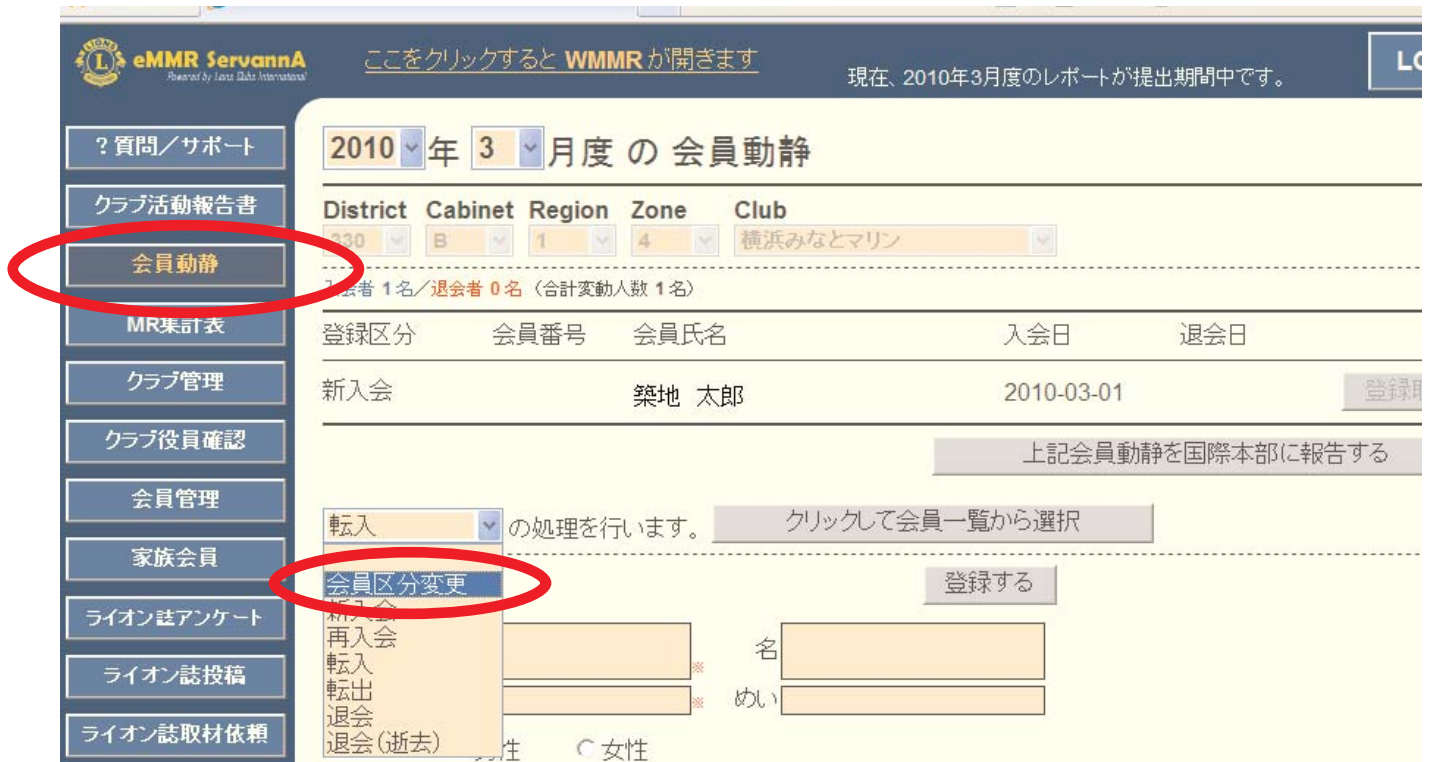 eMMR ServannA
Powered by Lions Clubs International
ここをクリックすると WMMR が開きます
現在、2010年3月度のレポートが提出期間中です。
?質問/サポート
クラブ活動報告書
会員動静
MR集計表
クラブ管理
クラブ役員確認
会員管理
家族会員
ライオン誌アンケート
ライオン誌投稿
ライオン誌取材依頼
2010 年 3 月度 の 会員動静
District Cabinet Region Zone Club
330 B 1 4 横浜みなとマリン
入会者 1 名/退会者 0 名 (合計変動人数 1 名)
登録区分 会員番号 会員氏名 入会日 退会日
新入会 築地 太郎 2010-03-01 登録
上記会員動静を国際本部に報告する
転入 の処理を行います。 クリックして会員一覧から選択
会員区分変更
新入会
再入会
転入
転出
退会
退会(逝去)
登録する
※ 名
※ めい
男性 女性